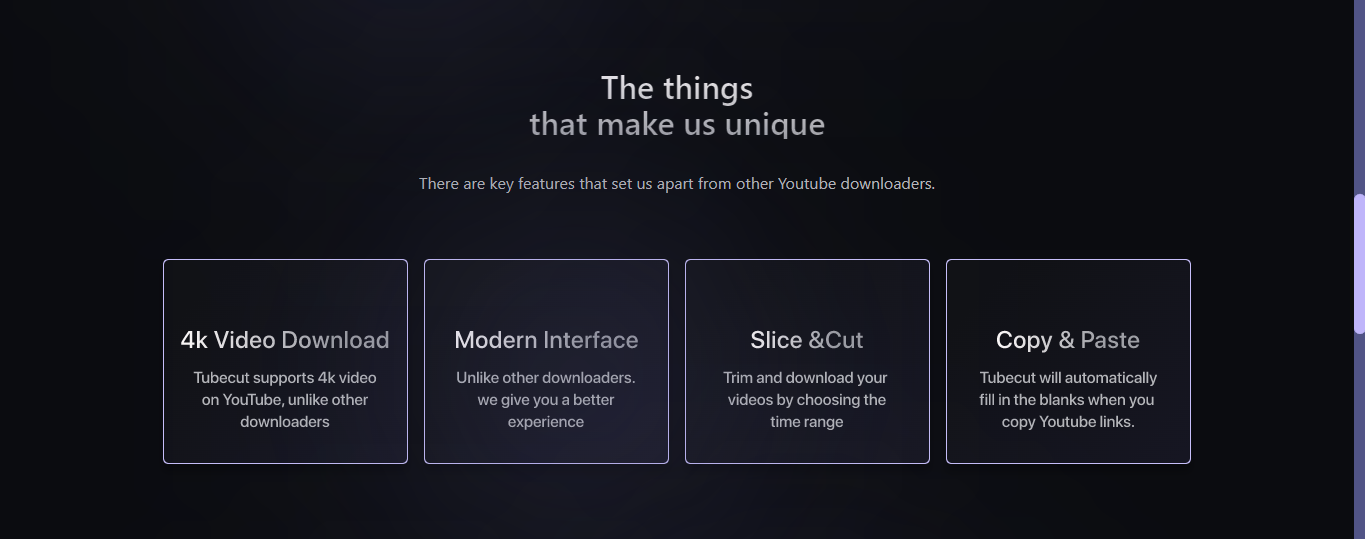 The things
that make us unique
There are key features that set us apart from other Youtube downloaders.
4k Video Download
Tubecut supports 4k video
on YouTube, unlike other
downloaders
Modern Interface
Unlike other downloaders.
we give you a better
experience
Slice &Cut
Trim and download your
videos by choosing the
time range
Copy & Paste
Tubecut will automatically
fill in the blanks when you
copy Youtube links.